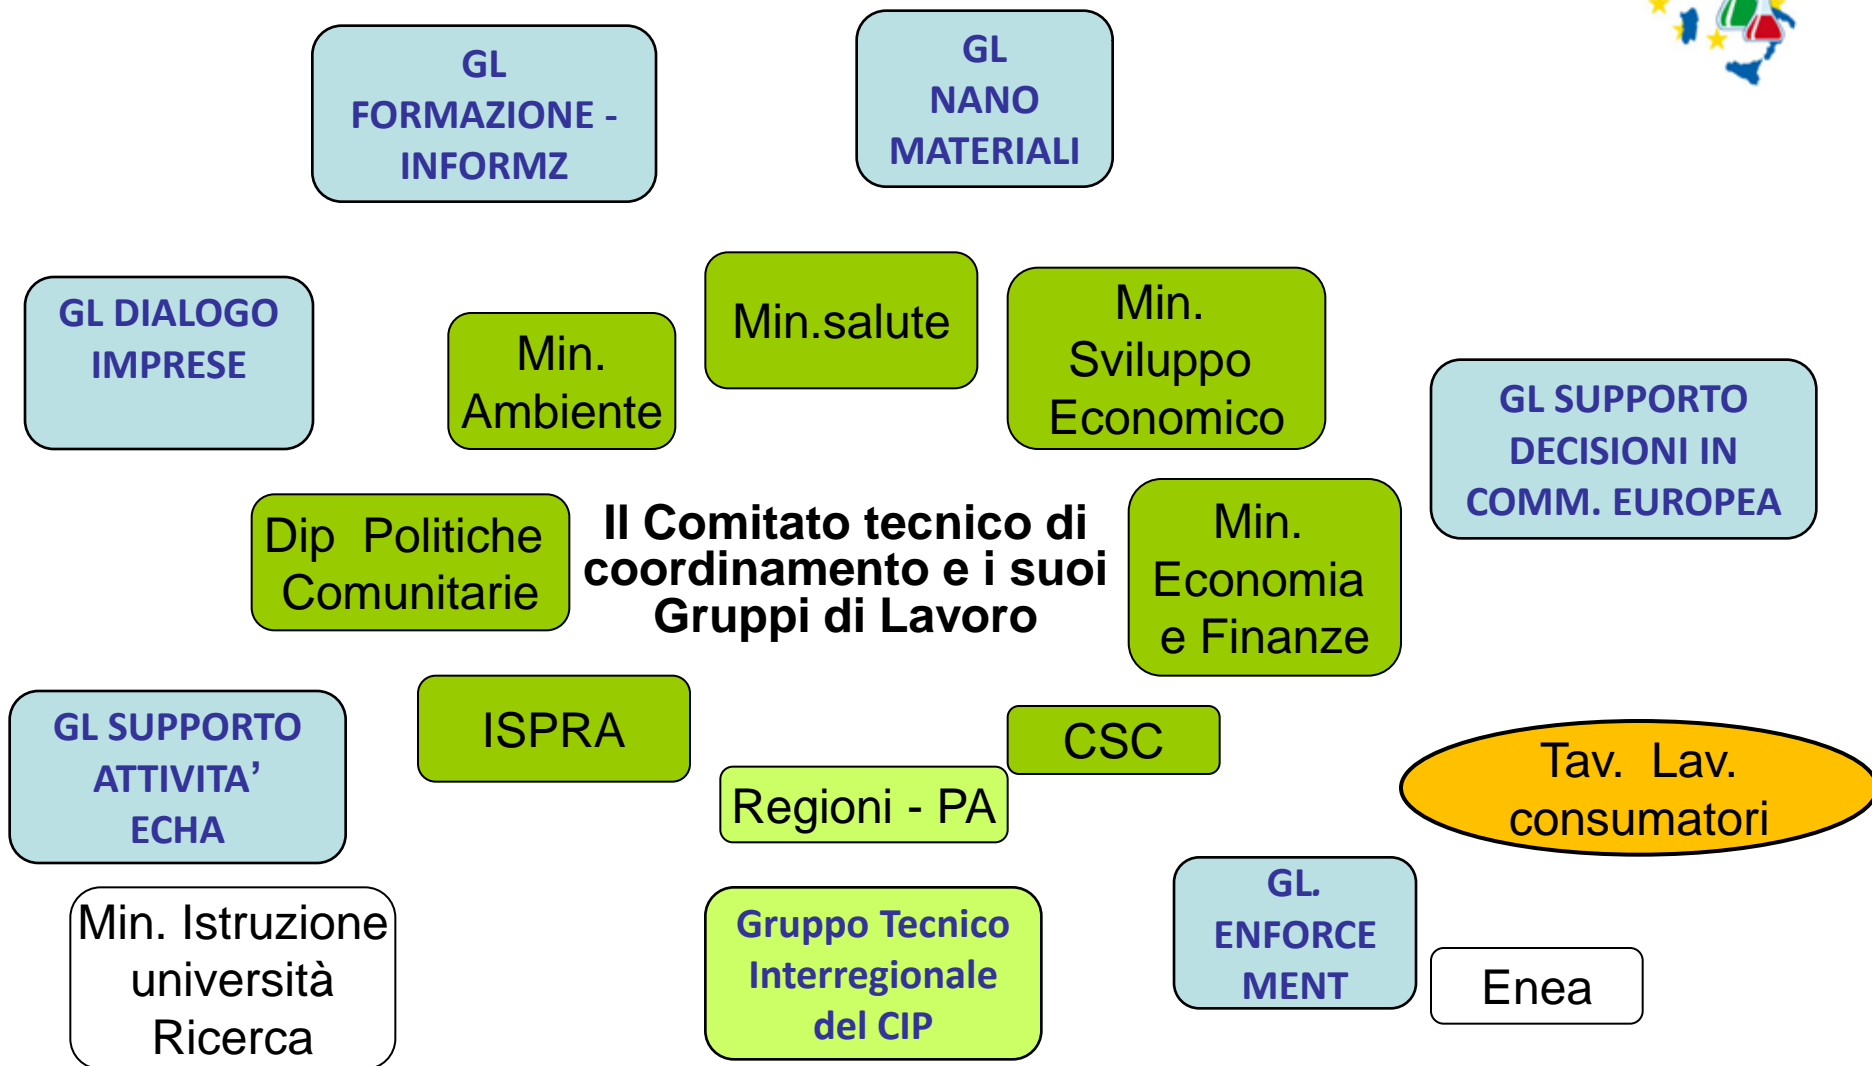 GL
FORMAZIONE -
INFORMZ
GL
NANO
MATERIALI
GL DIALOGO
IMPRESE
Min.
Ambiente
Min.salute
Min.
Sviluppo
Economico
GL SUPPORTO
DECISIONI IN
COMM. EUROPEA
Dip Politiche
Comunitarie
Il Comitato tecnico di
coordinamento e i suoi
Gruppi di Lavoro
Min.
Economia
e Finanze
GL SUPPORTO
ATTIVITA’
ECHA
ISPRA
CSC
Regioni - PA
Tav. Lav.
consumatori
Min. Istruzione
università
Ricerca
Gruppo Tecnico
Interregionale
del CIP
GL.
ENFORCE
MENT
Enea